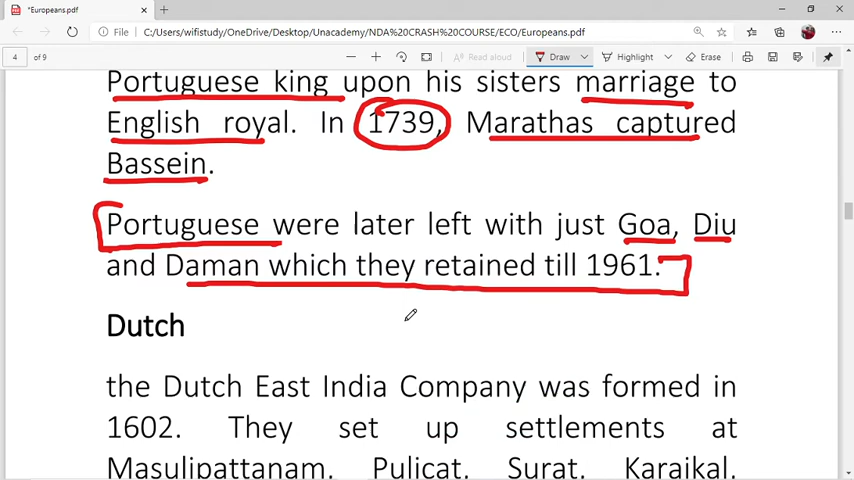 *Europeans.pdf
File
C:/Users/wifistudy/OneDrive/Desktop/Unacademy/NDA%20CRASH%20COURSE/ECO/Europeans.pdf
4 of 9
Read aloud
Draw
Highlight
Erase
Portuguese king upon his sisters marriage to
English royal. In 1739, Marathas captured
Bassein.
Portuguese were later left with just Goa, Diu
and Daman which they retained till 1961.
Dutch
the Dutch East India Company was formed in
1602. They set up settlements at
Masulipattanam, Pulicat, Surat, Karaikal,